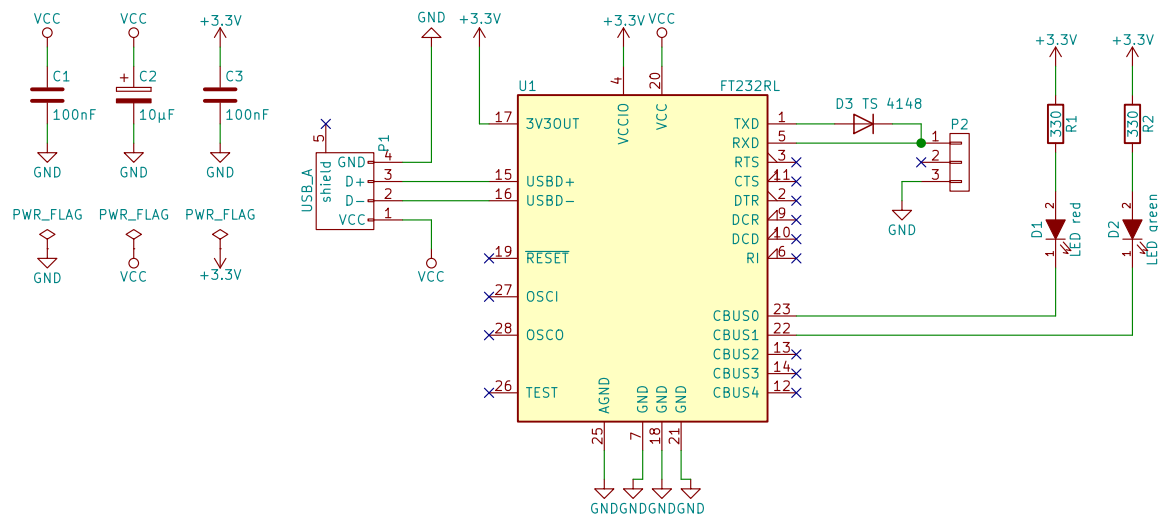 VCC
VCC
+3.3V
C1
100nF
C2
+
10µF
C3
100nF
GND
GND
GND
PWR_FLAG
PWR_FLAG
PWR_FLAG
GND
VCC
+3.3V
GND
+3.3V
+3.3V
VCC
USB_A
shield
5
P1
GND 4
D+ 3
D- 2
VCC 1
VCC
U1
FT232RL
4
VCCIO
20
VCC
17 3V3OUT
15 USBD+
16 USBD-
19 RESET
27 OSCI
28 OSCO
26 TEST
TXD 1
RXD 5
RTS 3
CTS 11
DTR 2
DCR 9
DCD 10
RI 6
CBUS0 23
CBUS1 22
CBUS2 13
CBUS3 14
CBUS4 12
AGND
GND
GND
GND
25
7
18
21
GND
GND
GND
GND
D3 TS 4148
P2
1
2
3
GND
+3.3V
+3.3V
330
R1
330
R2
2
D1
LED red
1
2
D2
LED green
1